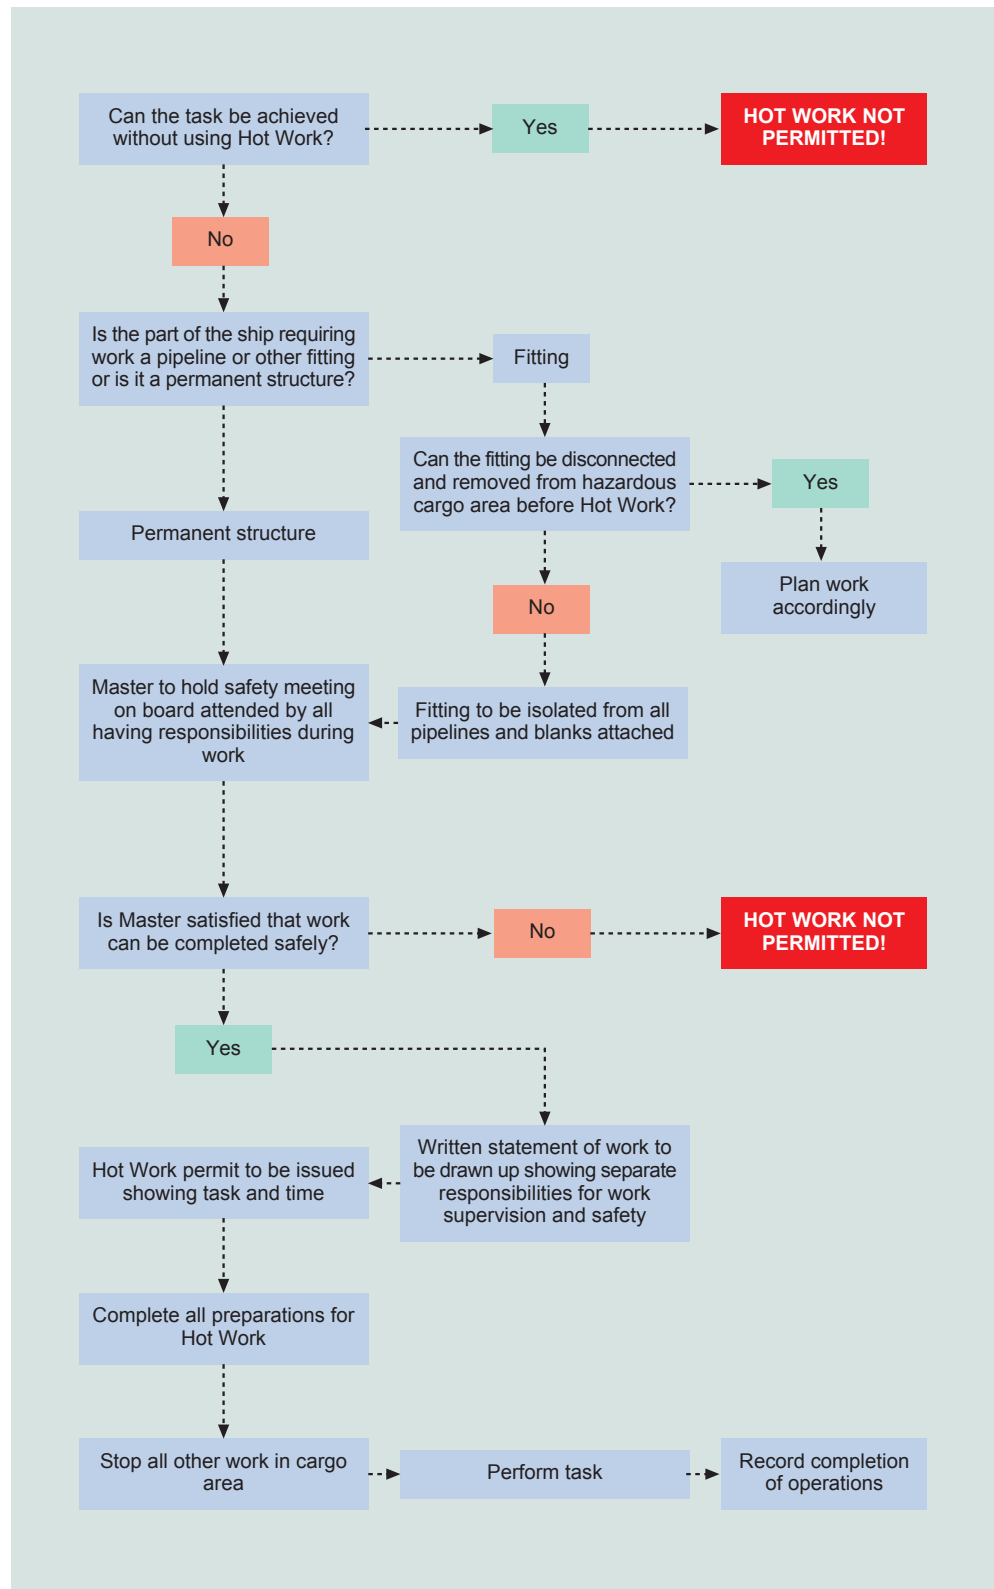 Can the task be achieved
without using Hot Work?
Yes
HOT WORK NOT
PERMITTED!
No
Is the part of the ship requiring
work a pipeline or other fitting
or is it a permanent structure?
Fitting
Can the fitting be disconnected
and removed from hazardous
cargo area before Hot Work?
Yes
Permanent structure
Plan work
accordingly
No
Master to hold safety meeting
on board attended by all
having responsibilities during
work
Fitting to be isolated from all
pipelines and blanks attached
Is Master satisfied that work
can be completed safely?
No
HOT WORK NOT
PERMITTED!
Yes
Written statement of work to
be drawn up showing separate
responsibilities for work
supervision and safety
Hot Work permit to be issued
showing task and time
Complete all preparations for
Hot Work
Stop all other work in cargo
area
Perform task
Record completion
of operations